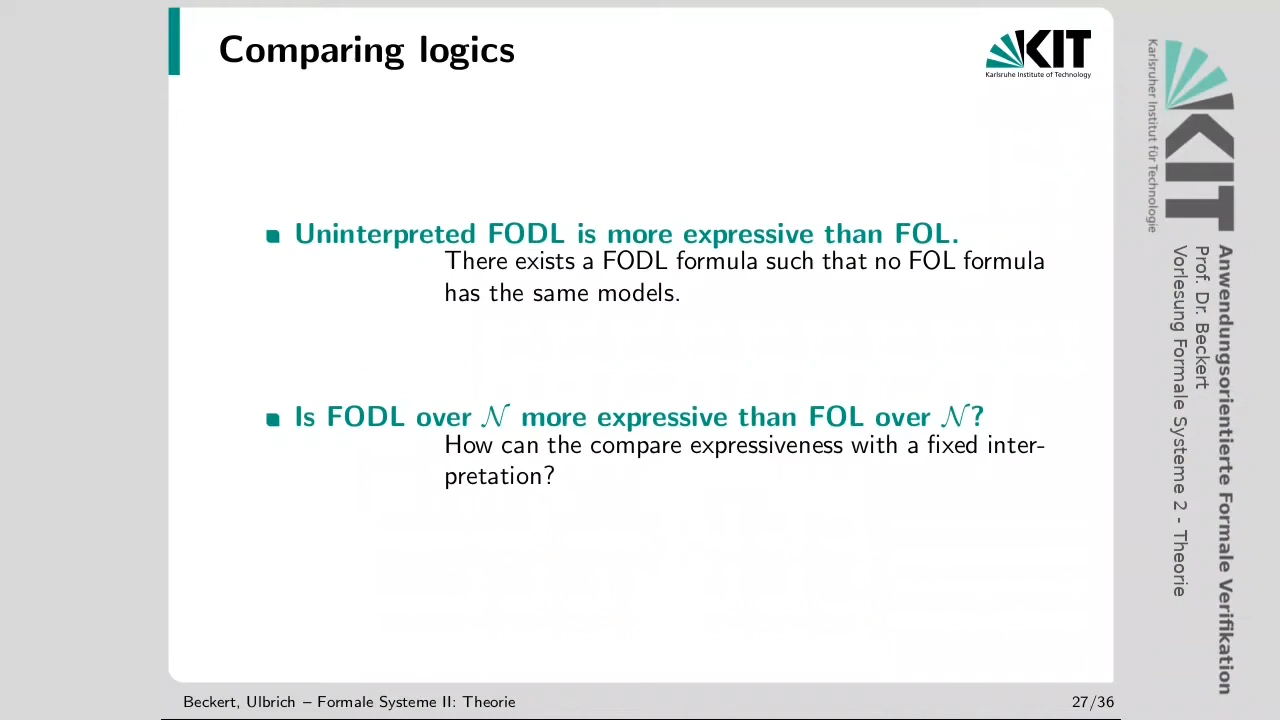 Comparing logics
KIT
Karlsruhe Institute of Technology
Uninterpreted FODL is more expressive than FOL.
There exists a FODL formula such that no FOL formula
has the same models.
Is FODL over 𝒩 more expressive than FOL over 𝒩?
How can the compare expressiveness with a fixed inter-
pretation?
Beckert, Ulbrich – Formale Systeme II: Theorie
27/36
KIT
Karlsruher Institut für Technologie
Anwendungsorientierte Formale Verifikation
Prof. Dr. Beckert
Vorlesung Formale Systeme 2 - Theorie